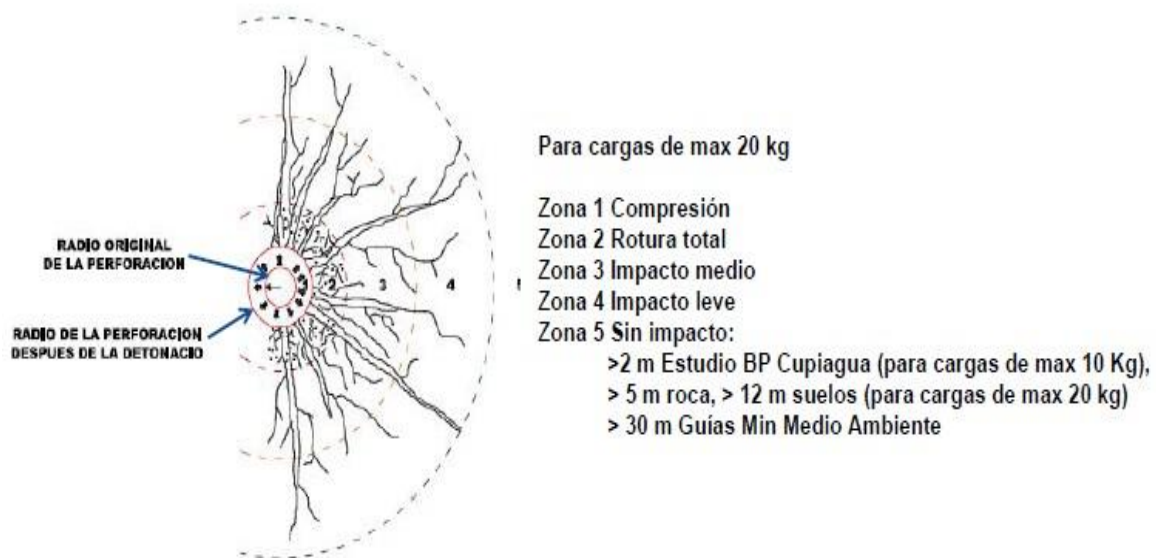 Para cargas de max 20 kg
Zona 1 Compresión
Zona 2 Rotura total
Zona 3 Impacto medio
Zona 4 Impacto leve
Zona 5 Sin impacto:
>2 m Estudio BP Cupiagua (para cargas de max 10 Kg),
> 5 m roca, > 12 m suelos (para cargas de max 20 kg)
> 30 m Guías Min Medio Ambiente
RADIO ORIGINAL
DE LA PERFORACION
RADIO DE LA PERFORACION
DESPUES DE LA DETONACIO
1
2
3
4